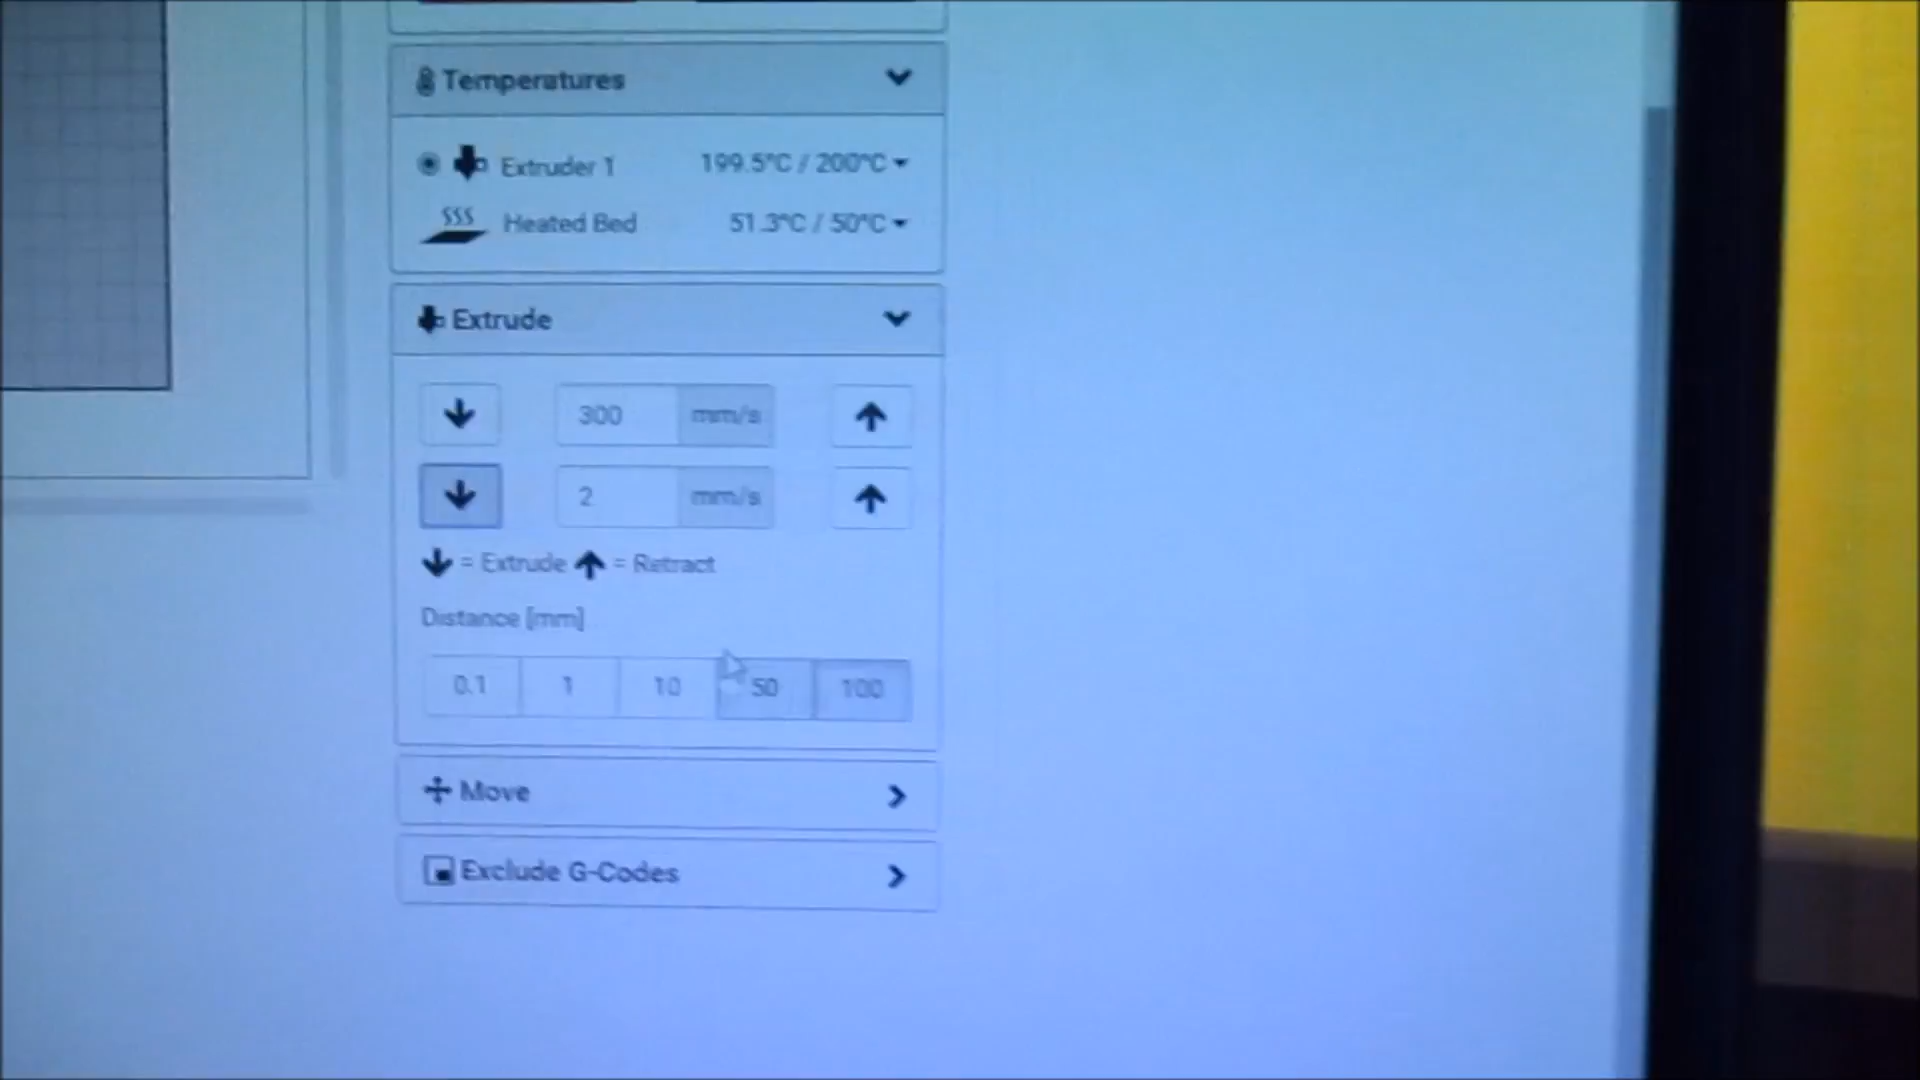 Temperatures
Extruder 1 199.5°C / 200°C
Heated Bed 51.3°C / 50°C
Extrude
300 mm/s
2 mm/s
= Extrude = Retract
Distance [mm]
0.1 1 10 50 100
Move
Exclude G-Codes